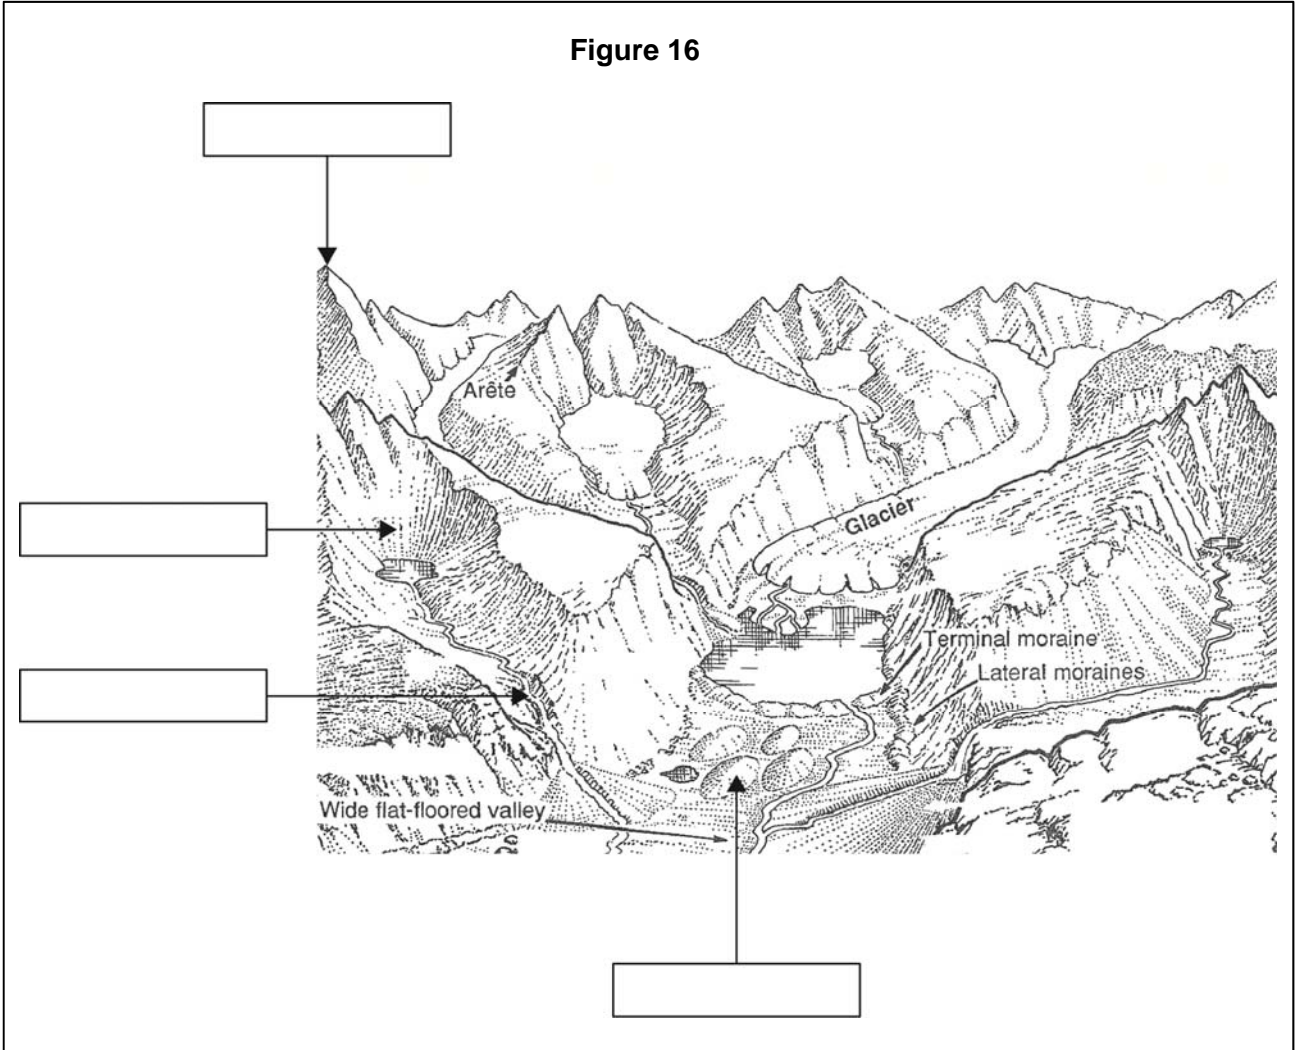 Figure 16
Arête
Glacier
Terminal moraine
Lateral moraines
Wide flat-floored valley